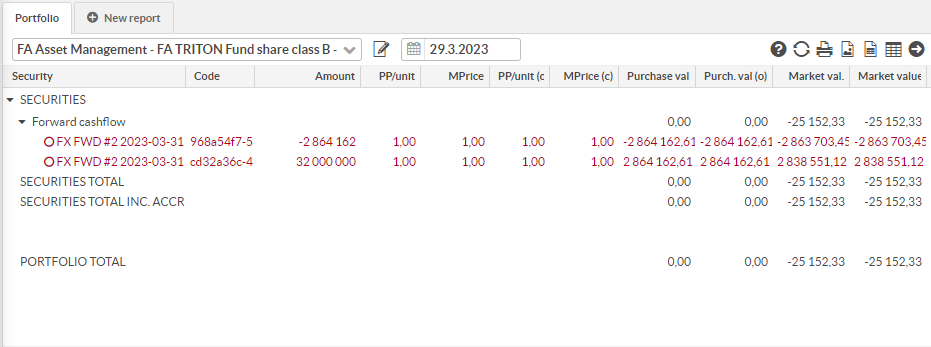 Portfolio New report
FA Asset Management - FA TRITON Fund share class B - 29.3.2023
Security Code Amount PP/unit MPrice PP/unit (c MPrice (c) Purchase val Purch. val (o) Market val. Market value
SECURITIES
Forward cashflow 0,00 0,00 -25 152,33 -25 152,33
FX FWD #2 2023-03-31 968a54f7-5 -2 864 162 1,00 1,00 1,00 1,00 -2 864 162,61 -2 864 162,61 -2 863 703,45 -2 863 703,45
FX FWD #2 2023-03-31 cd32a36c-4 32 000 000 1,00 1,00 1,00 1,00 2 864 162,61 2 864 162,61 2 838 551,12 2 838 551,12
SECURITIES TOTAL 0,00 0,00 -25 152,33 -25 152,33
SECURITIES TOTAL INC. ACCR 0,00 0,00 -25 152,33 -25 152,33
PORTFOLIO TOTAL 0,00 0,00 -25 152,33 -25 152,33